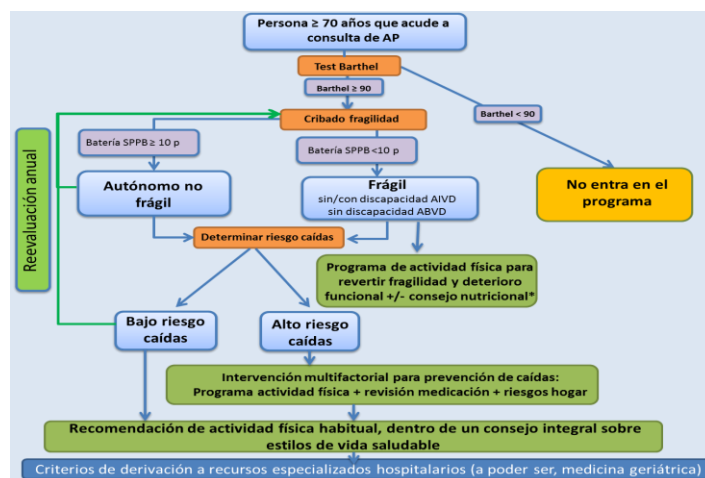 Persona ≥ 70 años que acude a
consulta de AP
Test Barthel
Barthel ≥ 90
Barthel < 90
Cribado fragilidad
Batería SPPB ≥ 10 p
Batería SPPB <10 p
Reevaluación anual
Autónomo no
frágil
Frágil
sin/con discapacidad AIVD
sin discapacidad ABVD
No entra en el
programa
Determinar riesgo caídas
Programa de actividad física para
revertir fragilidad y deterioro
funcional +/- consejo nutricional*
Bajo riesgo
caídas
Alto riesgo
caídas
Intervención multifactorial para prevención de caídas:
Programa actividad física + revisión medicación + riesgos hogar
Recomendación de actividad física habitual, dentro de un consejo integral sobre
estilos de vida saludable
Criterios de derivación a recursos especializados hospitalarios (a poder ser, medicina geriátrica)